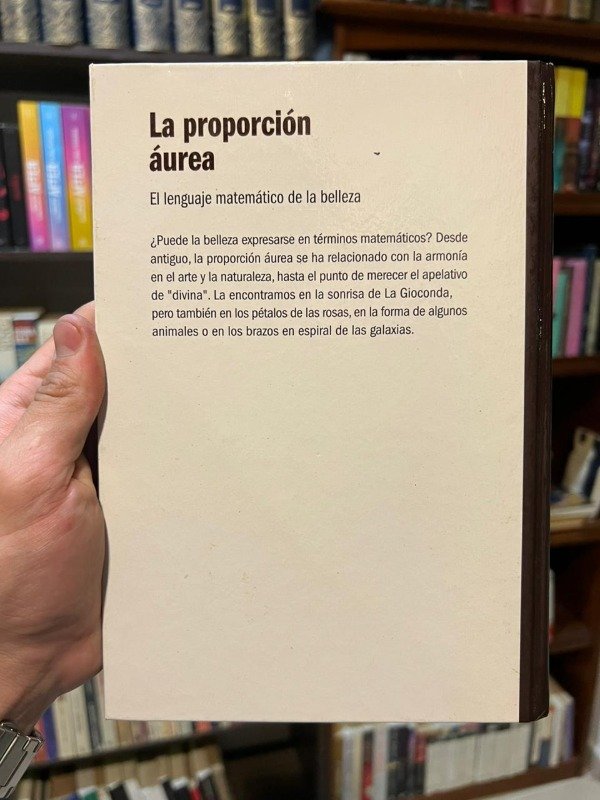 La proporción
áurea
El lenguaje matemático de la belleza
¿Puede la belleza expresarse en términos matemáticos? Desde
antiguo, la proporción áurea se ha relacionado con la armonía
en el arte y la naturaleza, hasta el punto de merecer el apelativo
de "divina". La encontramos en la sonrisa de La Gioconda,
pero también en los pétalos de las rosas, en la forma de algunos
animales o en los brazos en espiral de las galaxias.